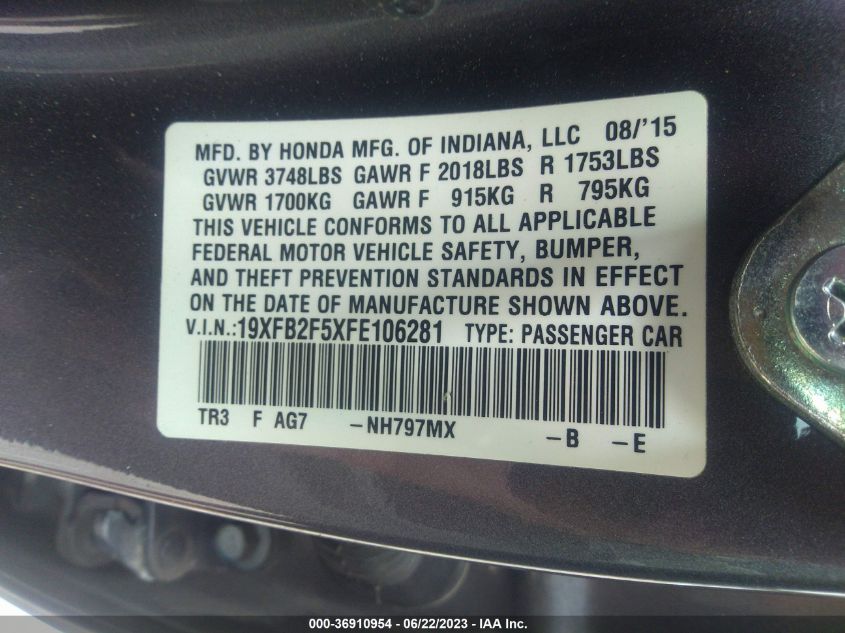 MFD. BY HONDA MFG. OF INDIANA, LLC 08/'15
GVWR 3748LBS GAWR F 2018LBS R 1753LBS
GVWR 1700KG GAWR F 915KG R 795KG
THIS VEHICLE CONFORMS TO ALL APPLICABLE
FEDERAL MOTOR VEHICLE SAFETY, BUMPER,
AND THEFT PREVENTION STANDARDS IN EFFECT
ON THE DATE OF MANUFACTURE SHOWN ABOVE.
V.I.N.:19XFB2F5XFE106281 TYPE: PASSENGER CAR
TR3 F AG7 -NH797MX -B -E
000-36910954 / 06/22/2023 / IAA Inc.